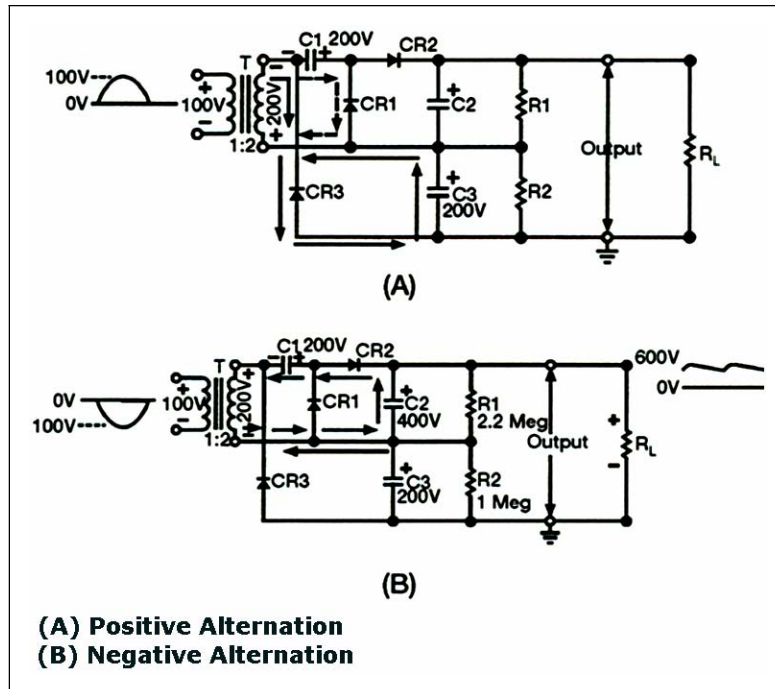 C1 200V
CR2
T
100V
0V
100V
200V
CR1
C2
R1
Output
RL
1:2
CR3
C3
200V
R2
(A)
C1 200V
CR2
T
600V
0V
0V
100V
100V
200V
CR1
C2
400V
R1
2.2 Meg
Output
RL
1:2
CR3
C3
200V
R2
1 Meg
(B)
(A) Positive Alternation
(B) Negative Alternation